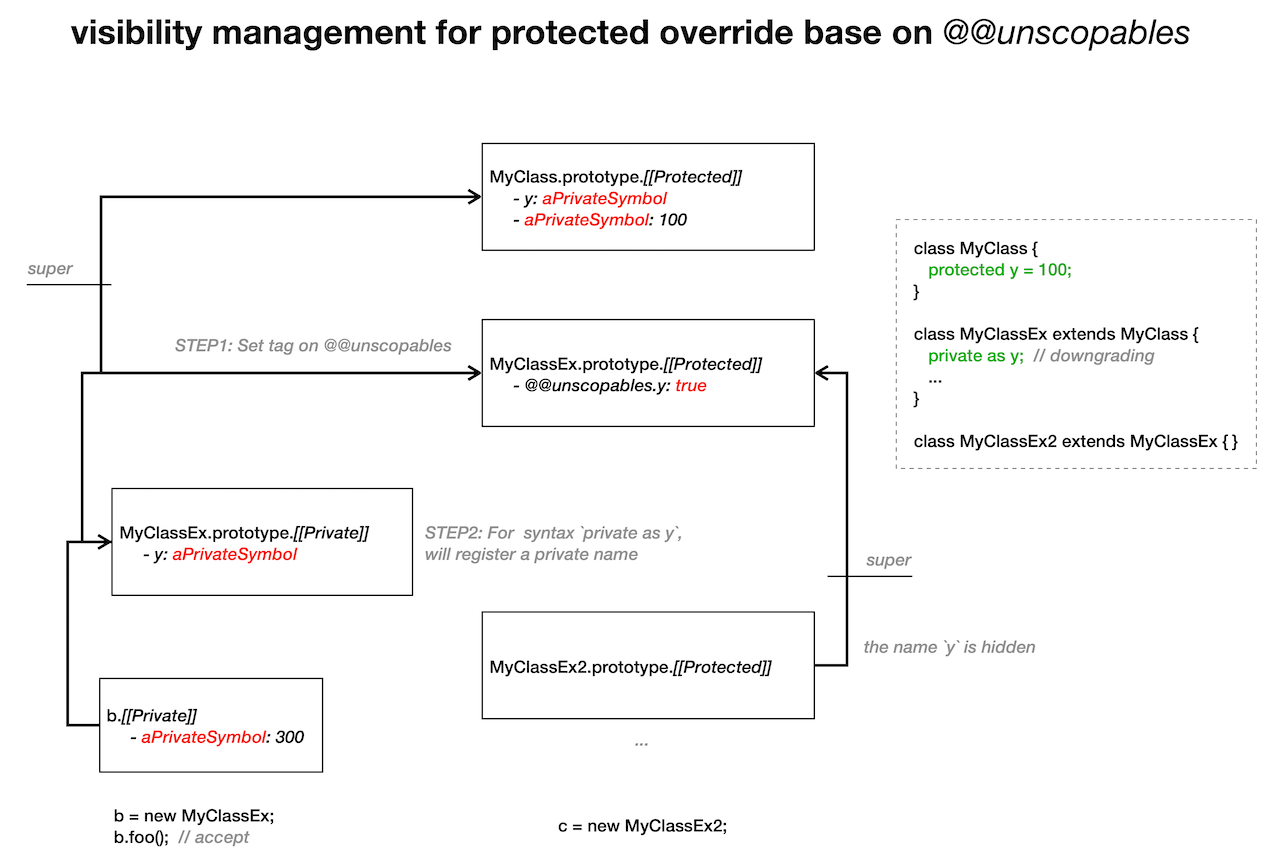 visibility management for protected override base on @@unscopables
MyClass.prototype.[[Protected]]
- y: aPrivateSymbol
- aPrivateSymbol: 100
super
class MyClass {
protected y = 100;
}
class MyClassEx extends MyClass {
private as y; // downgrading
...
}
class MyClassEx2 extends MyClassEx { }
STEP1: Set tag on @@unscopables
MyClassEx.prototype.[[Protected]]
- @@unscopables.y: true
MyClassEx.prototype.[[Private]]
- y: aPrivateSymbol
STEP2: For syntax `private as y`,
will register a private name
super
MyClassEx2.prototype.[[Protected]]
the name `y` is hidden
b.[[Private]]
- aPrivateSymbol: 300
...
b = new MyClassEx;
b.foo(); // accept
c = new MyClassEx2;